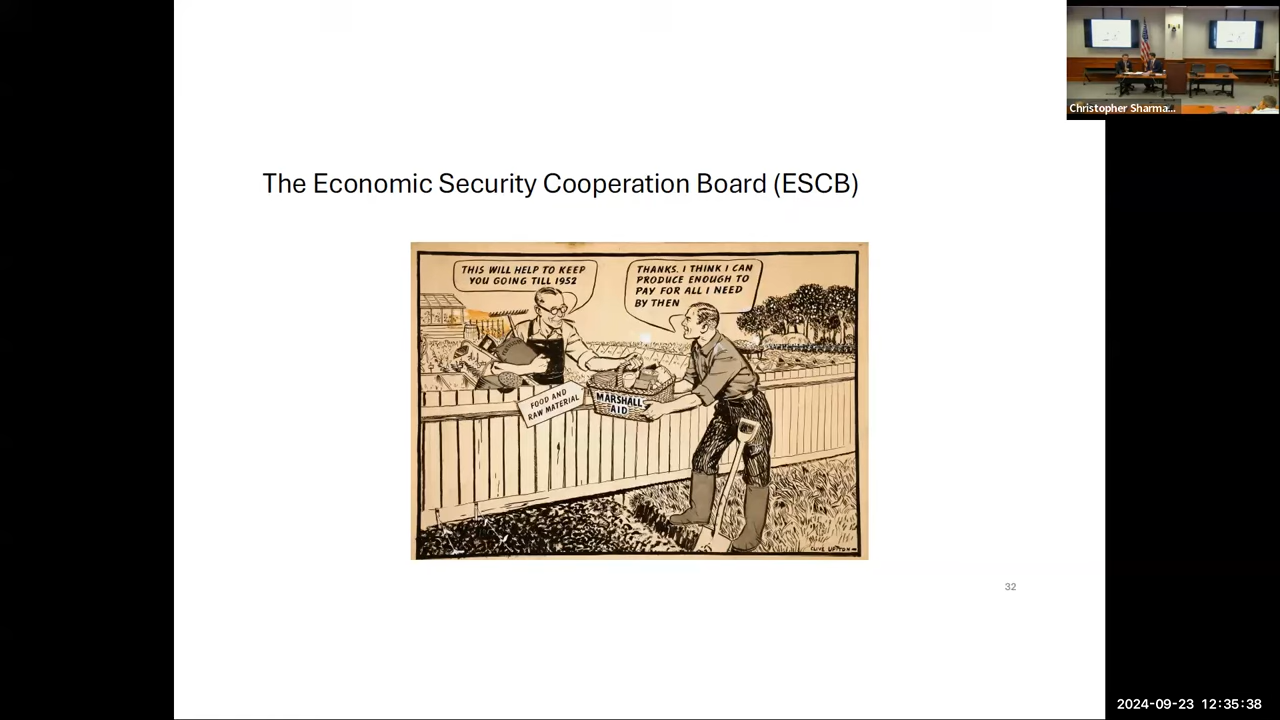 Christopher Sharma...
The Economic Security Cooperation Board (ESCB)
THIS WILL HELP TO KEEP
YOU GOING TILL 1952
THANKS. I THINK I CAN
PRODUCE ENOUGH TO
PAY FOR ALL I NEED
BY THEN
FOOD AND
RAW MATERIAL
MARSHALL
AID
CLIVE UPTON
32
2024-09-23 12:35:38